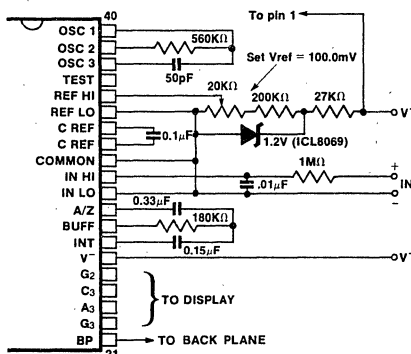 40
To pin 1
OSC 1
560KΩ
OSC 2
OSC 3
50pF
Set Vref = 100.0mV
TEST
REF HI
20KΩ
200KΩ
27KΩ
REF LO
V⁺
C REF
0.1μF
1.2V (ICL8069)
C REF
COMMON
1MΩ
+
IN HI
.01μF
IN
IN LO
−
A/Z
0.33μF
BUFF
180KΩ
INT
0.15μF
V⁻
V⁻
G₂
C₃
TO DISPLAY
A₃
G₃
BP
TO BACK PLANE
21